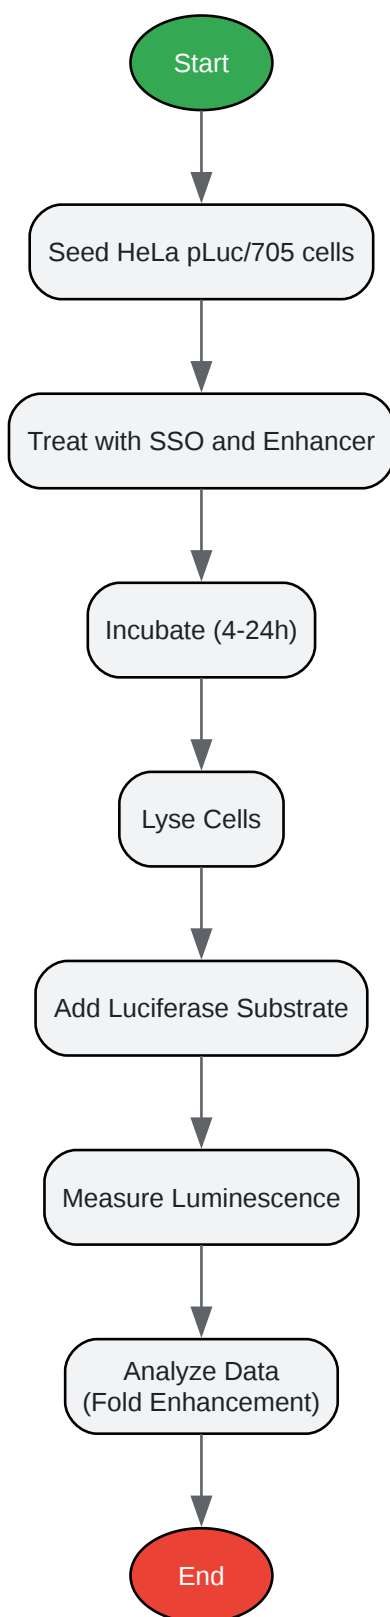 Start
Seed HeLa pLuc/705 cells
Treat with SSO and Enhancer
Incubate (4-24h)
Lyse Cells
Add Luciferase Substrate
Measure Luminescence
Analyze Data
(Fold Enhancement)
End